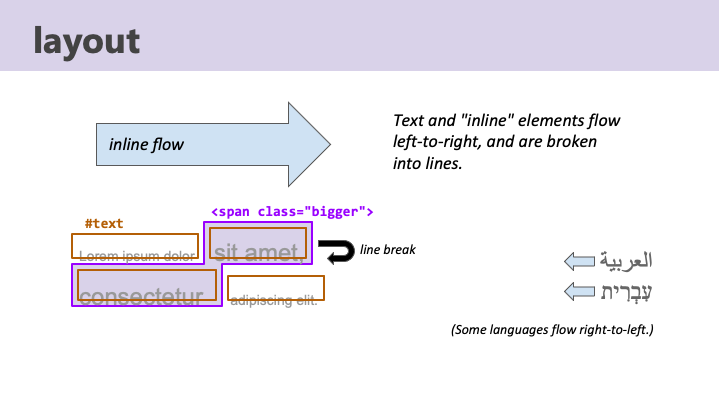 layout
inline flow
Text and "inline" elements flow
left-to-right, and are broken
into lines.
<span class="bigger">
#text
Lorem ipsum dolor
sit amet,
line break
consectetur
adipiscing elit.
العربية
עִבְרִית
(Some languages flow right-to-left.)